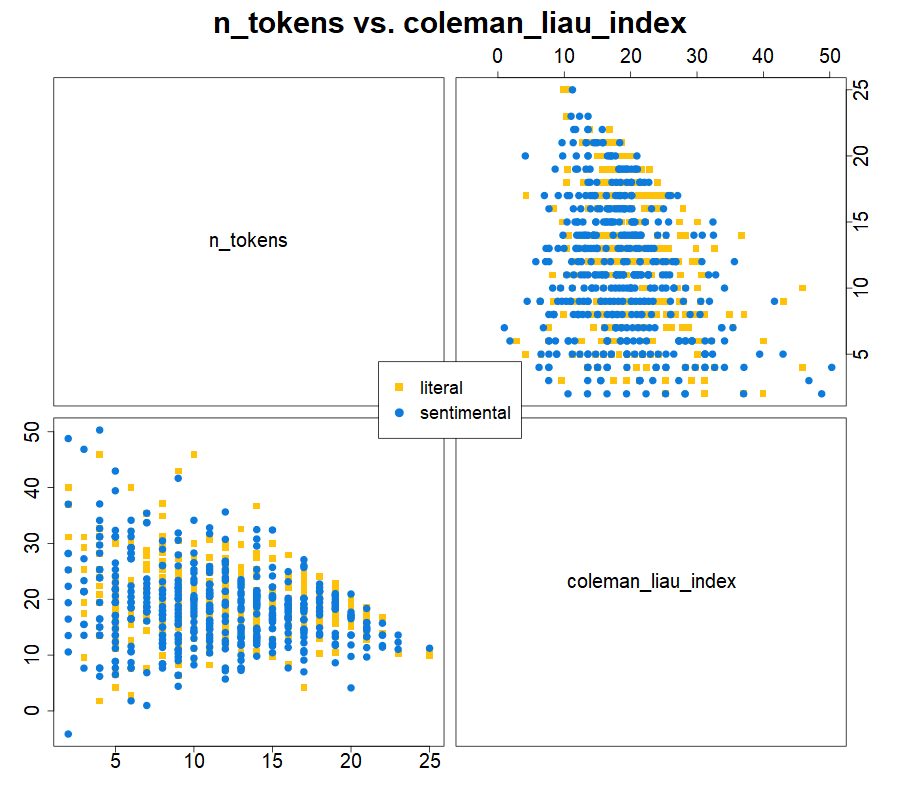 n_tokens vs. coleman_liau_index
0 10 20 30 40 50
n_tokens
25
20
15
10
5
literal
sentimental
50
40
30
20
10
0
coleman_liau_index
5 10 15 20 25